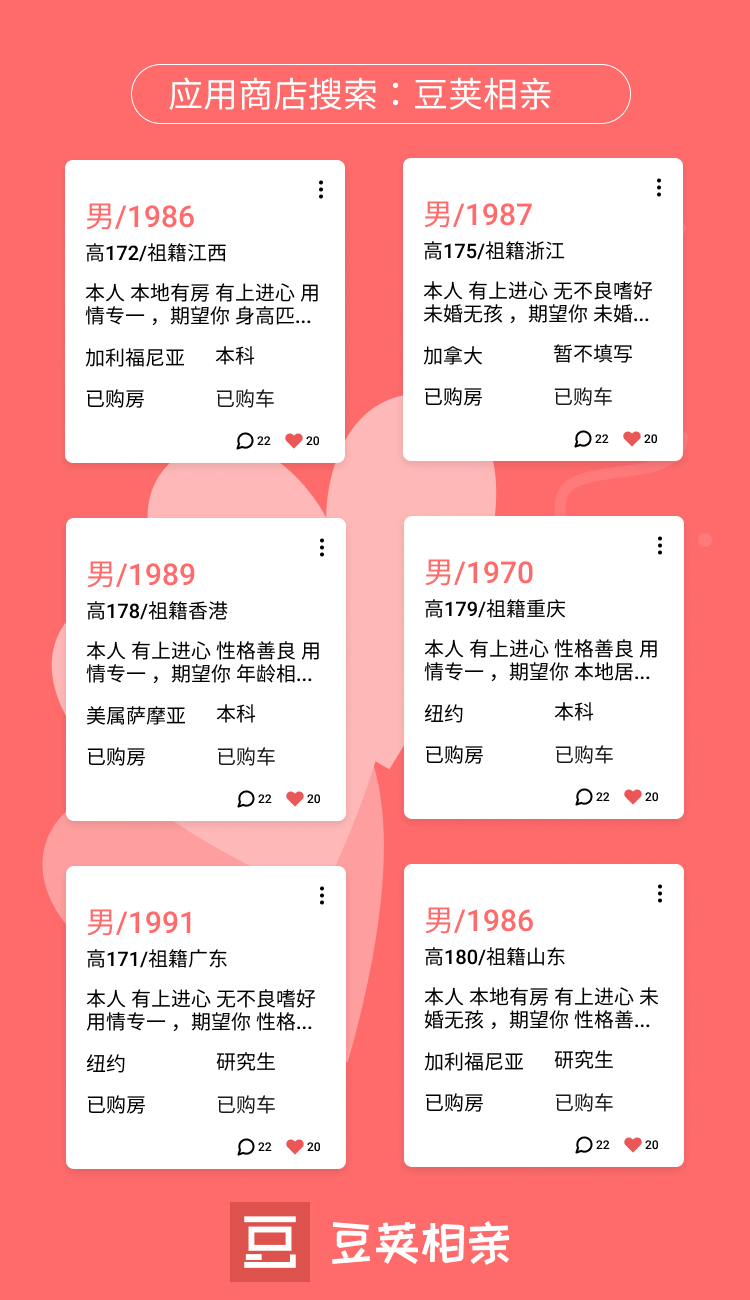 应用商店搜索：豆荚相亲
男/1986
高172/祖籍江西
本人 本地有房 有上进心 用
情专一 ，期望你 身高匹...
加利福尼亚 本科
已购房 已购车
22 20
男/1987
高175/祖籍浙江
本人 有上进心 无不良嗜好
未婚无孩 ，期望你 未婚...
加拿大 暂不填写
已购房 已购车
22 20
男/1989
高178/祖籍香港
本人 有上进心 性格善良 用
情专一 ，期望你 年龄相...
美属萨摩亚 本科
已购房 已购车
22 20
男/1970
高179/祖籍重庆
本人 有上进心 性格善良 用
情专一 ，期望你 本地居...
纽约 本科
已购房 已购车
22 20
男/1991
高171/祖籍广东
本人 有上进心 无不良嗜好
用情专一 ，期望你 性格...
纽约 研究生
已购房 已购车
22 20
男/1986
高180/祖籍山东
本人 本地有房 有上进心 未
婚无孩 ，期望你 性格善...
加利福尼亚 研究生
已购房 已购车
22 20
豆荚相亲